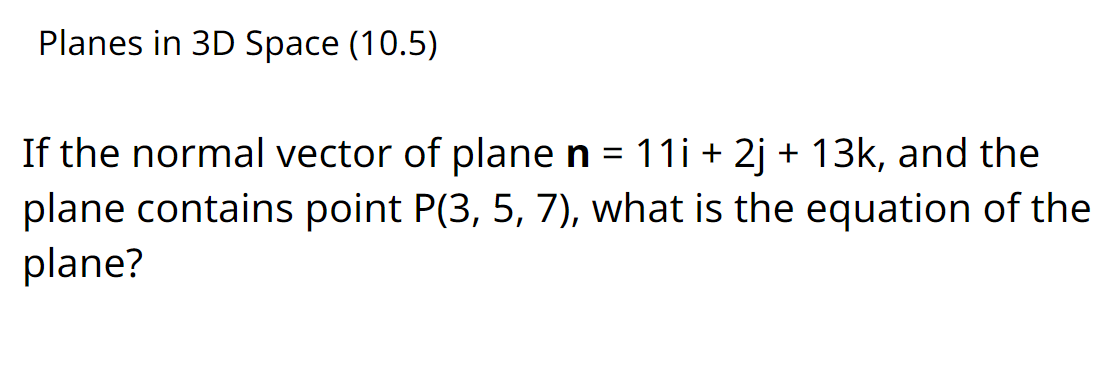 Planes in 3D Space (10.5)
If the normal vector of plane n = 11i + 2j + 13k, and the
plane contains point P(3, 5, 7), what is the equation of the
plane?